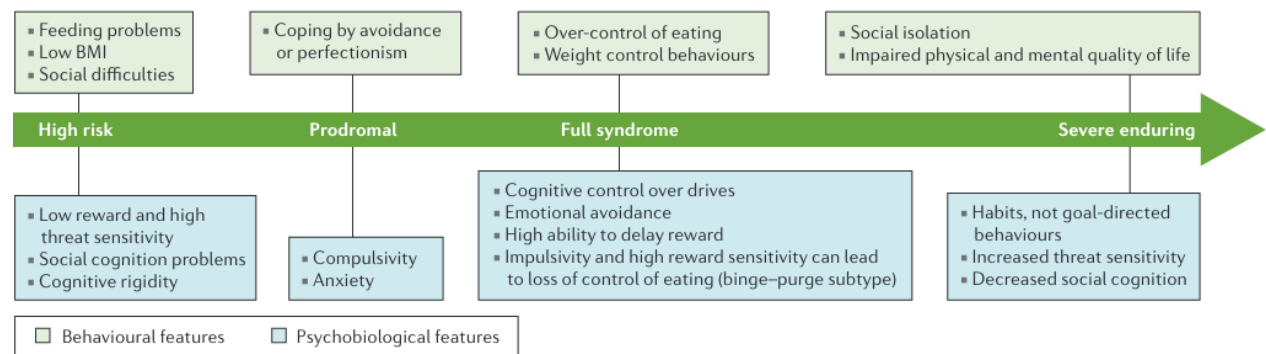 ▪ Feeding problems
▪ Low BMI
▪ Social difficulties
▪ Coping by avoidance
or perfectionism
▪ Over-control of eating
▪ Weight control behaviours
▪ Social isolation
▪ Impaired physical and mental quality of life
High risk
Prodromal
Full syndrome
Severe enduring
▪ Low reward and high
threat sensitivity
▪ Social cognition problems
▪ Cognitive rigidity
▪ Compulsivity
▪ Anxiety
▪ Cognitive control over drives
▪ Emotional avoidance
▪ High ability to delay reward
▪ Impulsivity and high reward sensitivity can lead
to loss of control of eating (binge–purge subtype)
▪ Habits, not goal-directed
behaviours
▪ Increased threat sensitivity
▪ Decreased social cognition
Behavioural features
Psychobiological features